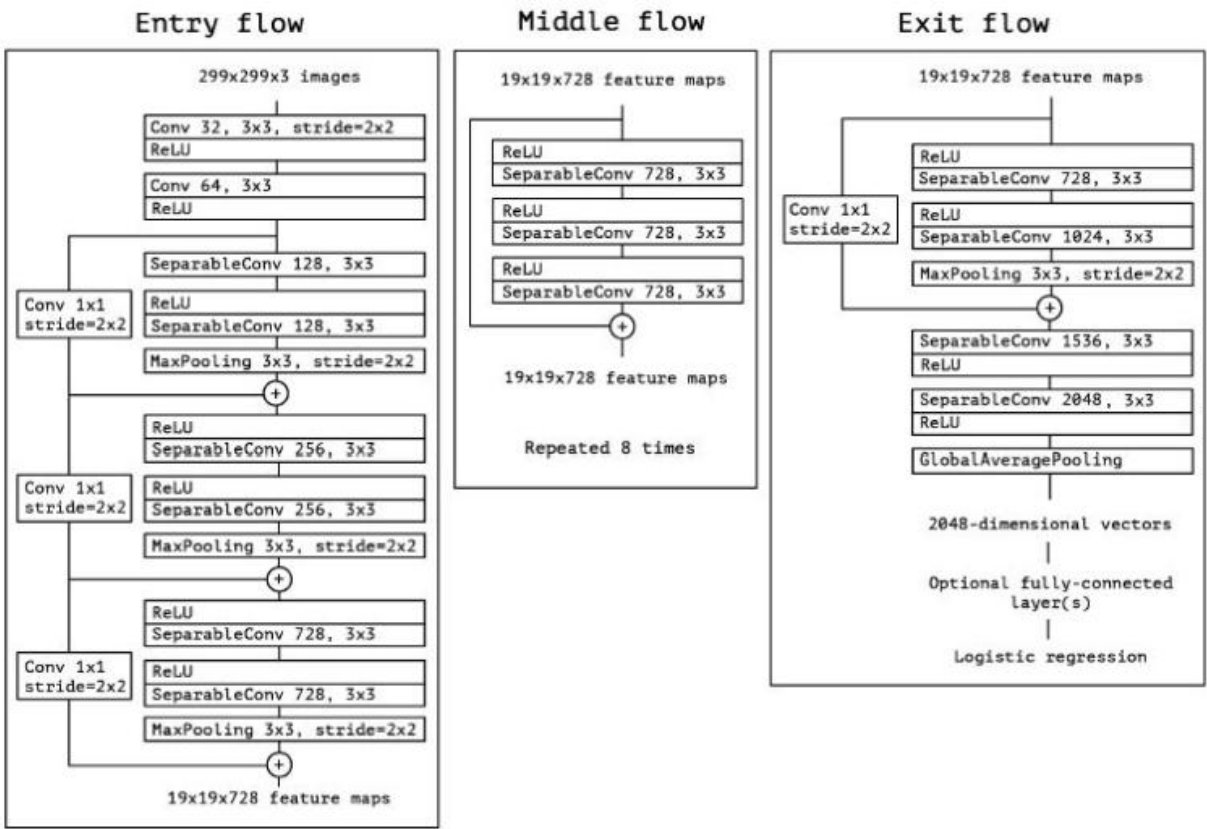 Entry flow
299x299x3 images
Conv 32, 3x3, stride=2x2
ReLU
Conv 64, 3x3
ReLU
SeparableConv 128, 3x3
Conv 1x1
stride=2x2
ReLU
SeparableConv 128, 3x3
MaxPooling 3x3, stride=2x2
+
ReLU
SeparableConv 256, 3x3
Conv 1x1
stride=2x2
ReLU
SeparableConv 256, 3x3
MaxPooling 3x3, stride=2x2
+
ReLU
SeparableConv 728, 3x3
Conv 1x1
stride=2x2
ReLU
SeparableConv 728, 3x3
MaxPooling 3x3, stride=2x2
+
19x19x728 feature maps
Middle flow
19x19x728 feature maps
ReLU
SeparableConv 728, 3x3
ReLU
SeparableConv 728, 3x3
ReLU
SeparableConv 728, 3x3
+
19x19x728 feature maps
Repeated 8 times
Exit flow
19x19x728 feature maps
ReLU
SeparableConv 728, 3x3
Conv 1x1
stride=2x2
ReLU
SeparableConv 1024, 3x3
MaxPooling 3x3, stride=2x2
+
SeparableConv 1536, 3x3
ReLU
SeparableConv 2048, 3x3
ReLU
GlobalAveragePooling
2048-dimensional vectors
Optional fully-connected
layer(s)
Logistic regression